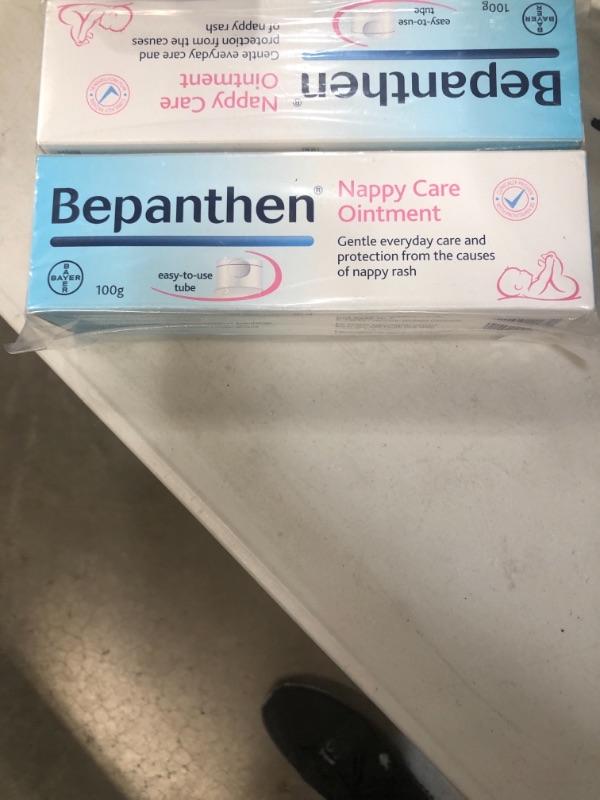 100g
easy-to-use
tube
Gentle everyday care and
protection from the causes
of nappy rash
BAYER
BAYER
Bepanthen®
Nappy Care
Ointment
Bepanthen®
Nappy Care
Ointment
Gentle everyday care and
protection from the causes
of nappy rash
BAYER
BAYER
100g
easy-to-use
tube